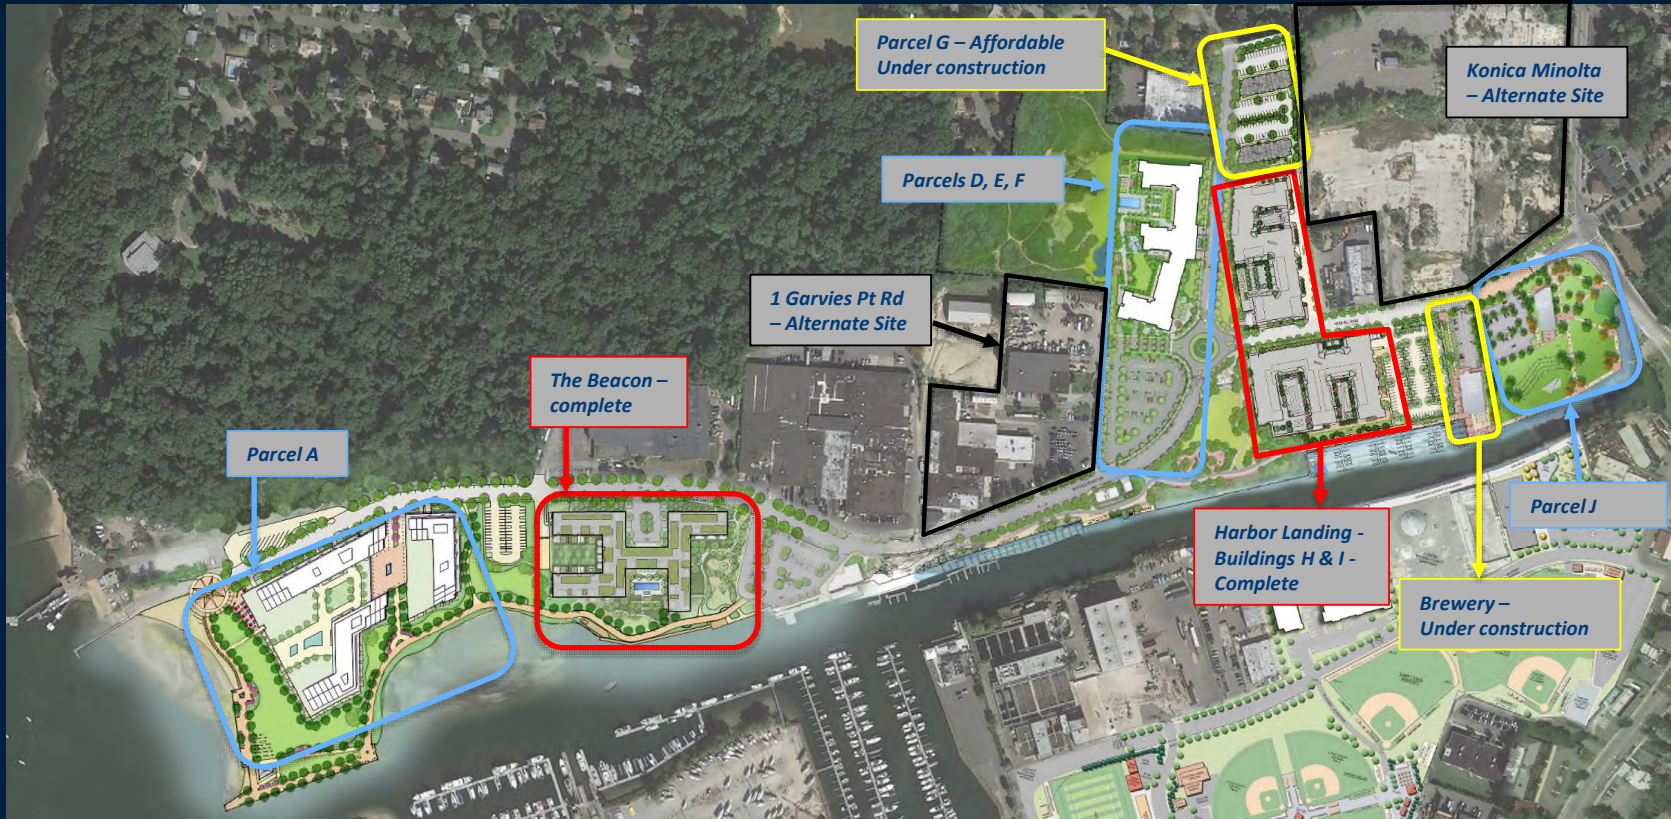 Parcel G – Affordable
Under construction
Konica Minolta
– Alternate Site
Parcels D, E, F
1 Garvies Pt Rd
– Alternate Site
The Beacon –
complete
Parcel A
Parcel J
Harbor Landing -
Buildings H & I -
Complete
Brewery –
Under construction